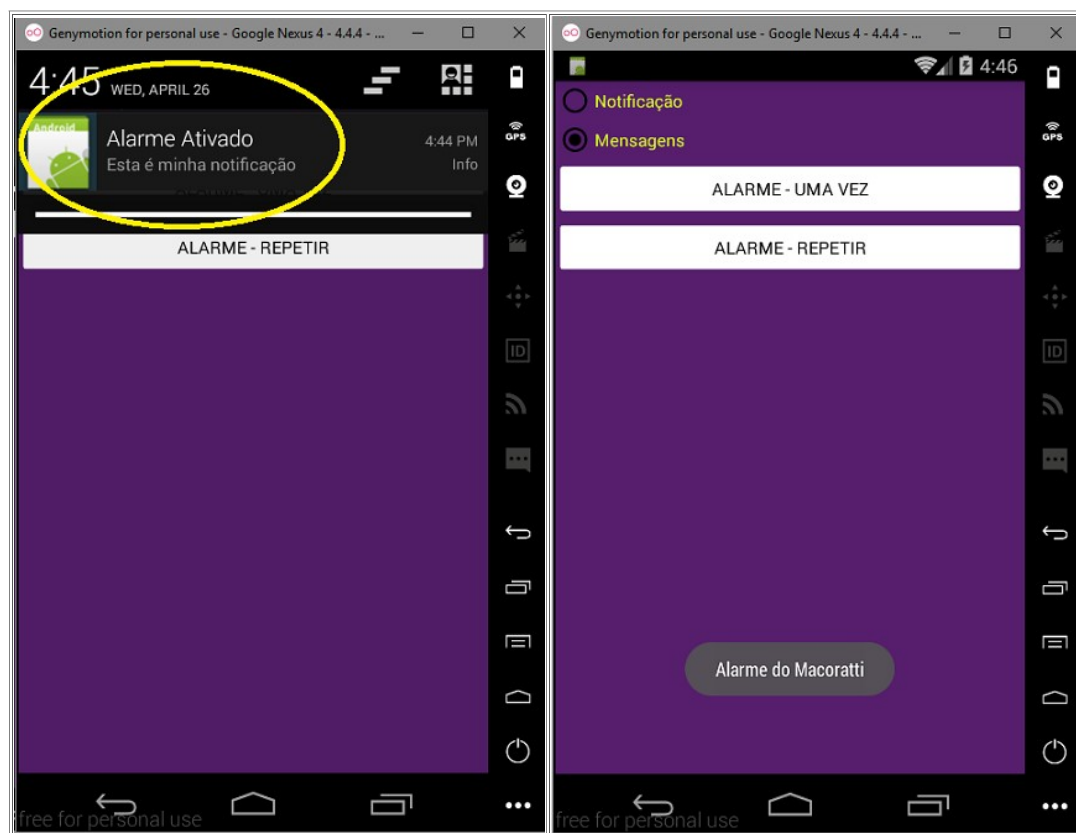 Genymotion for personal use - Google Nexus 4 - 4.4.4 - ...
4:45 WED, APRIL 26
Android
Alarme Ativado
4:44 PM
Esta é minha notificação
Info
ALARME - REPETIR
GPS
ID
free for personal use
Genymotion for personal use - Google Nexus 4 - 4.4.4 - ...
4:46
Notificação
Mensagens
ALARME - UMA VEZ
ALARME - REPETIR
Alarme do Macoratti
GPS
ID
free for personal use